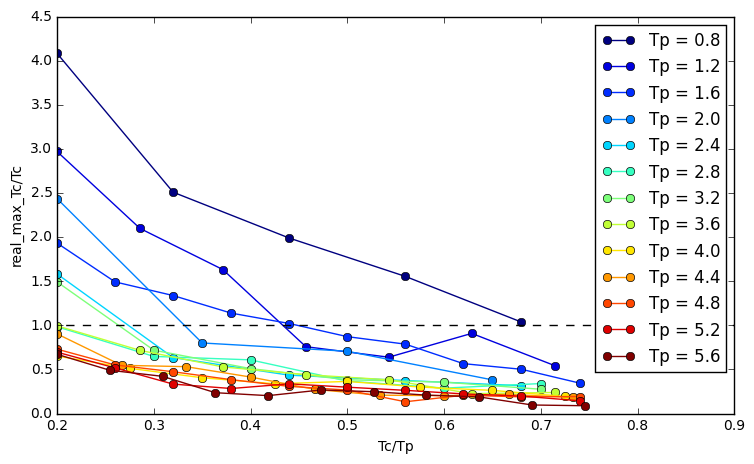 4.5
4.0
3.5
3.0
2.5
2.0
1.5
1.0
0.5
0.0
real_max_Tc/Tc
0.2
0.3
0.4
0.5
0.6
0.7
0.8
0.9
Tc/Tp
Tp = 0.8
Tp = 1.2
Tp = 1.6
Tp = 2.0
Tp = 2.4
Tp = 2.8
Tp = 3.2
Tp = 3.6
Tp = 4.0
Tp = 4.4
Tp = 4.8
Tp = 5.2
Tp = 5.6